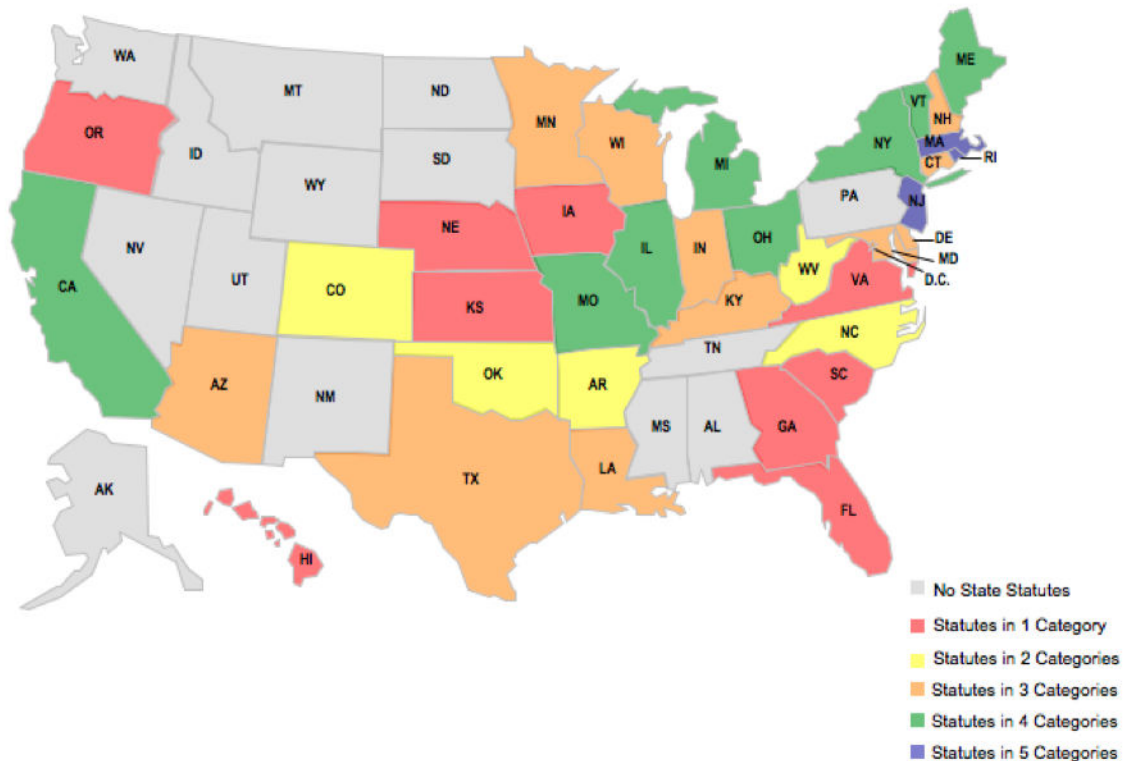 ME
WA
VT
MT
ND
NH
MN
OR
MA
NY
WI
RI
ID
SD
CT
MI
WY
PA
NJ
IA
NE
OH
DE
NV
IL
IN
MD
UT
WV
CA
CO
D.C.
VA
MO
KS
KY
NC
TN
OK
SC
AZ
AR
NM
MS
AL
GA
LA
TX
AK
FL
HI
No State Statutes
Statutes in 1 Category
Statutes in 2 Categories
Statutes in 3 Categories
Statutes in 4 Categories
Statutes in 5 Categories